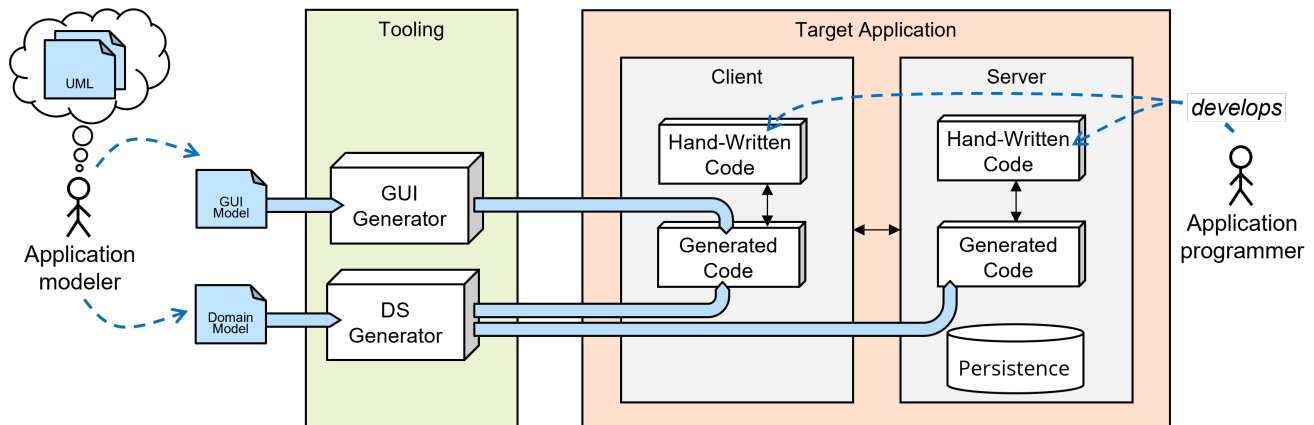 Tooling
Target Application
UML
Client
Server
develops
Hand-Written
Code
Hand-Written
Code
GUI
Model
GUI
Generator
Application
modeler
Generated
Code
Generated
Code
Application
programmer
Domain
Model
DS
Generator
Persistence